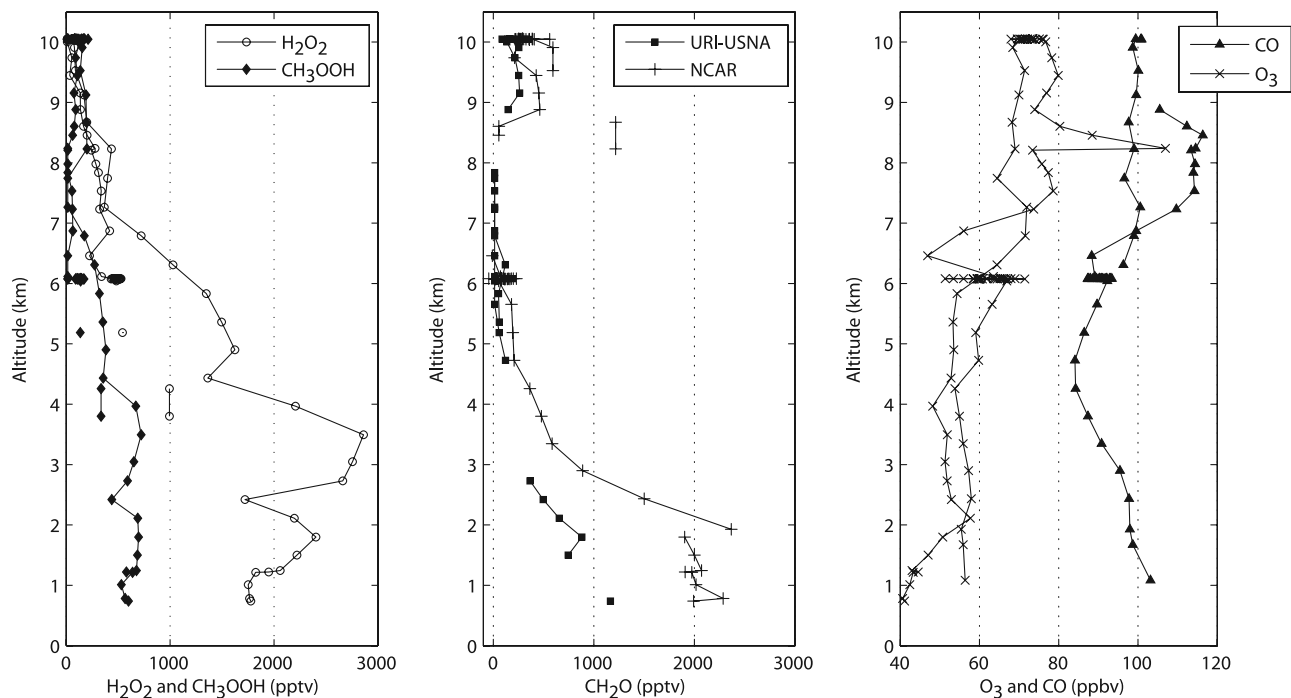 10
9
8
7
6
5
4
3
2
1
0
Altitude (km)
0 1000 2000 3000
H₂O₂ and CH₃OOH (pptv)
H₂O₂
CH₃OOH
10
9
8
7
6
5
4
3
2
1
0
Altitude (km)
0 1000 2000 3000
CH₂O (pptv)
URI-USNA
NCAR
10
9
8
7
6
5
4
3
2
1
0
Altitude (km)
40 60 80 100 120
O₃ and CO (ppbv)
CO
O₃